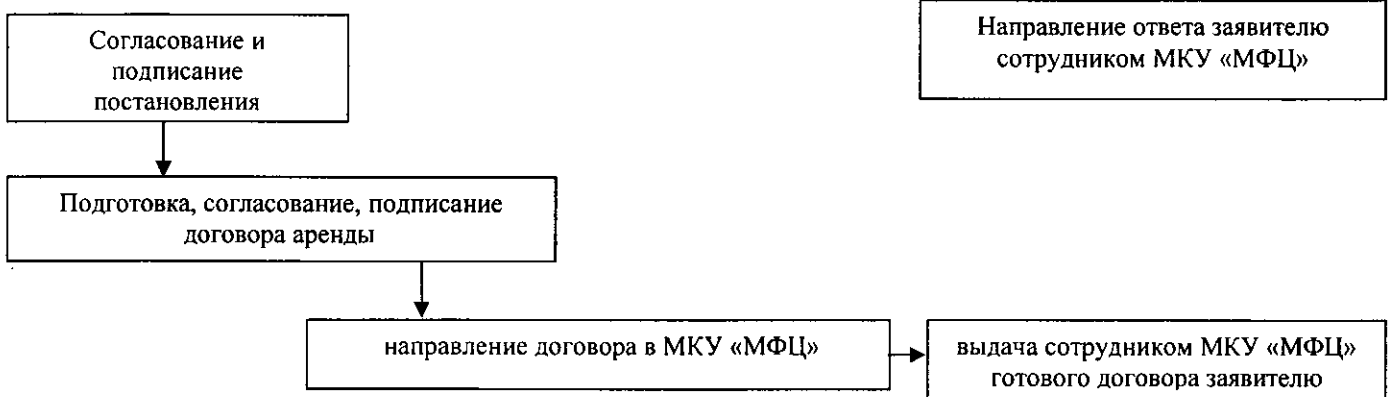 Согласование и
подписание
постановления
Направление ответа заявителю
сотрудником МКУ «МФЦ»
Подготовка, согласование, подписание
договора аренды
направление договора в МКУ «МФЦ»
выдача сотрудником МКУ «МФЦ»
готового договора заявителю